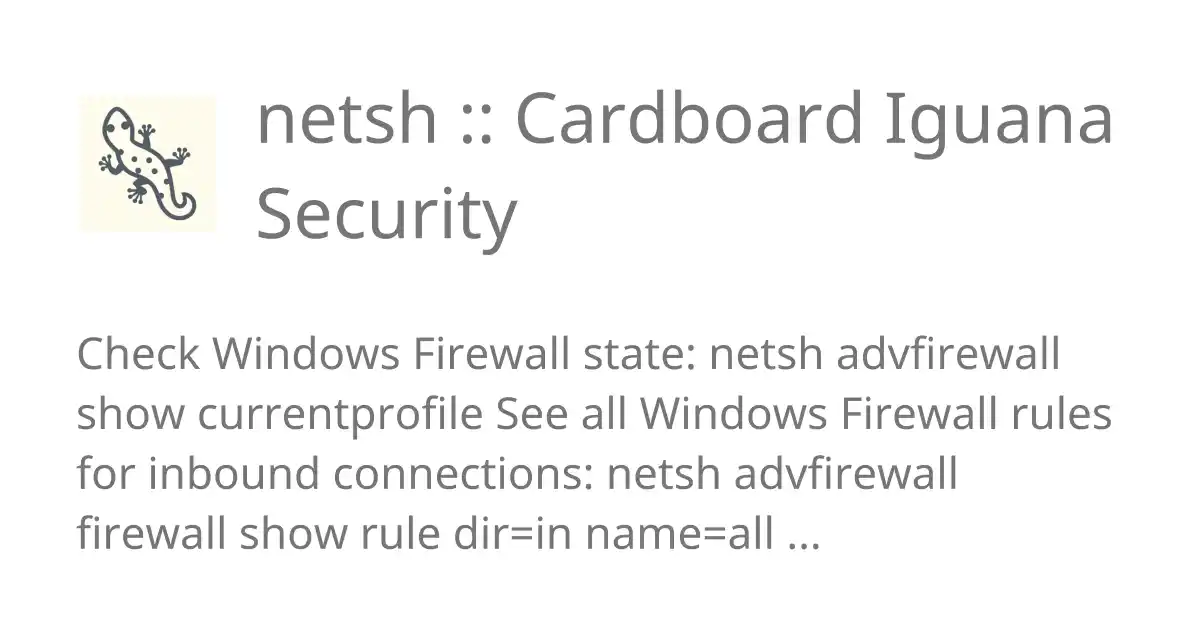 netsh :: Cardboard Iguana
Security
Check Windows Firewall state: netsh advfirewall
show currentprofile See all Windows Firewall rules
for inbound connections: netsh advfirewall
firewall show rule dir=in name=all ...